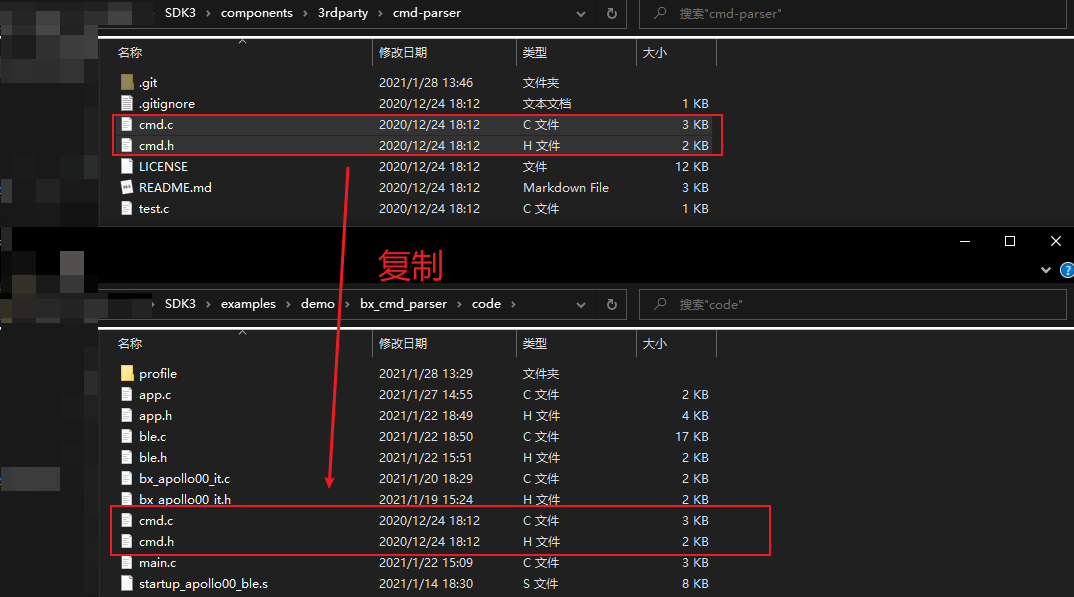 SDK3 › components › 3rdparty › cmd-parser 搜索"cmd-parser"
名称 修改日期 类型 大小
.git 2021/1/28 13:46 文件夹
.gitignore 2020/12/24 18:12 文本文档 1 KB
cmd.c 2020/12/24 18:12 C 文件 3 KB
cmd.h 2020/12/24 18:12 H 文件 2 KB
LICENSE 2020/12/24 18:12 文件 12 KB
README.md 2020/12/24 18:12 Markdown File 3 KB
test.c 2020/12/24 18:12 C 文件 1 KB
复制
SDK3 › examples › demo › bx_cmd_parser › code › 搜索"code"
名称 修改日期 类型 大小
profile 2021/1/28 13:29 文件夹
app.c 2021/1/27 14:55 C 文件 2 KB
app.h 2021/1/22 18:49 H 文件 4 KB
ble.c 2021/1/22 18:50 C 文件 17 KB
ble.h 2021/1/22 15:51 H 文件 2 KB
bx_apollo00_it.c 2021/1/20 18:29 C 文件 2 KB
bx_apollo00_it.h 2021/1/19 15:24 H 文件 2 KB
cmd.c 2020/12/24 18:12 C 文件 3 KB
cmd.h 2020/12/24 18:12 H 文件 2 KB
main.c 2021/1/22 15:09 C 文件 3 KB
startup_apollo00_ble.s 2021/1/14 18:30 S 文件 8 KB